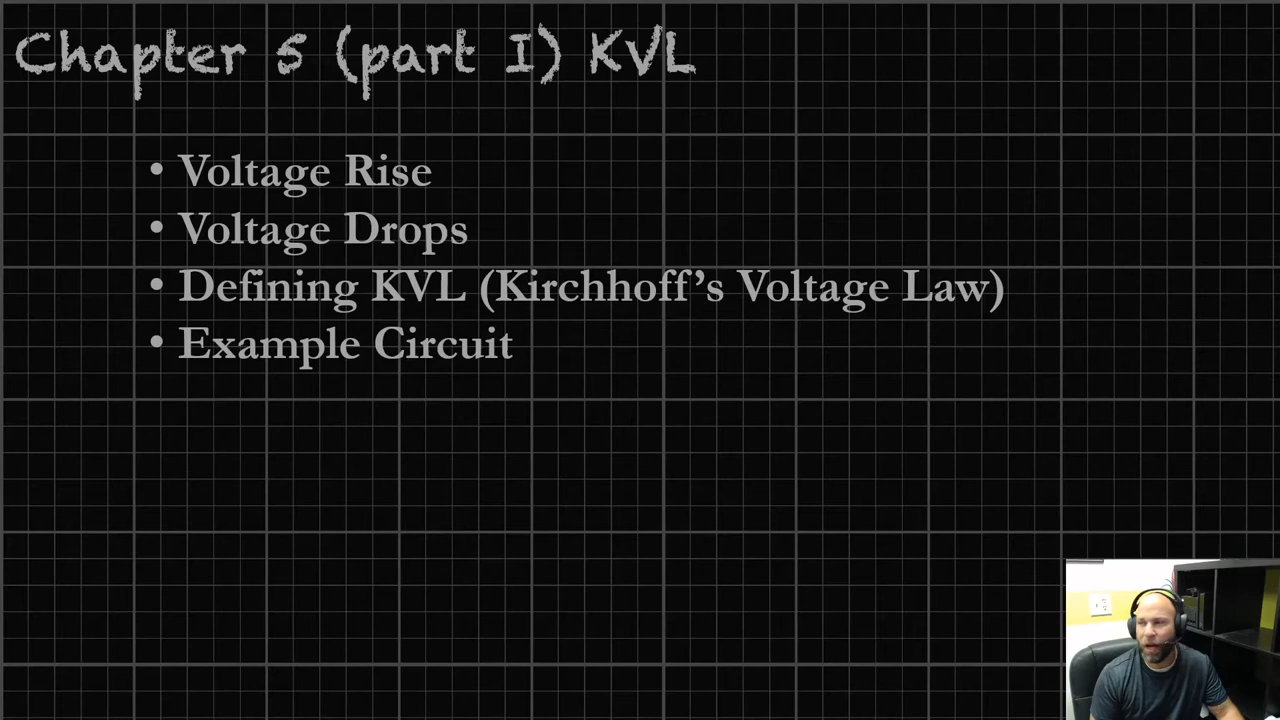 Chapter 5 (part I) KVL
• Voltage Rise
• Voltage Drops
• Defining KVL (Kirchhoff’s Voltage Law)
• Example Circuit